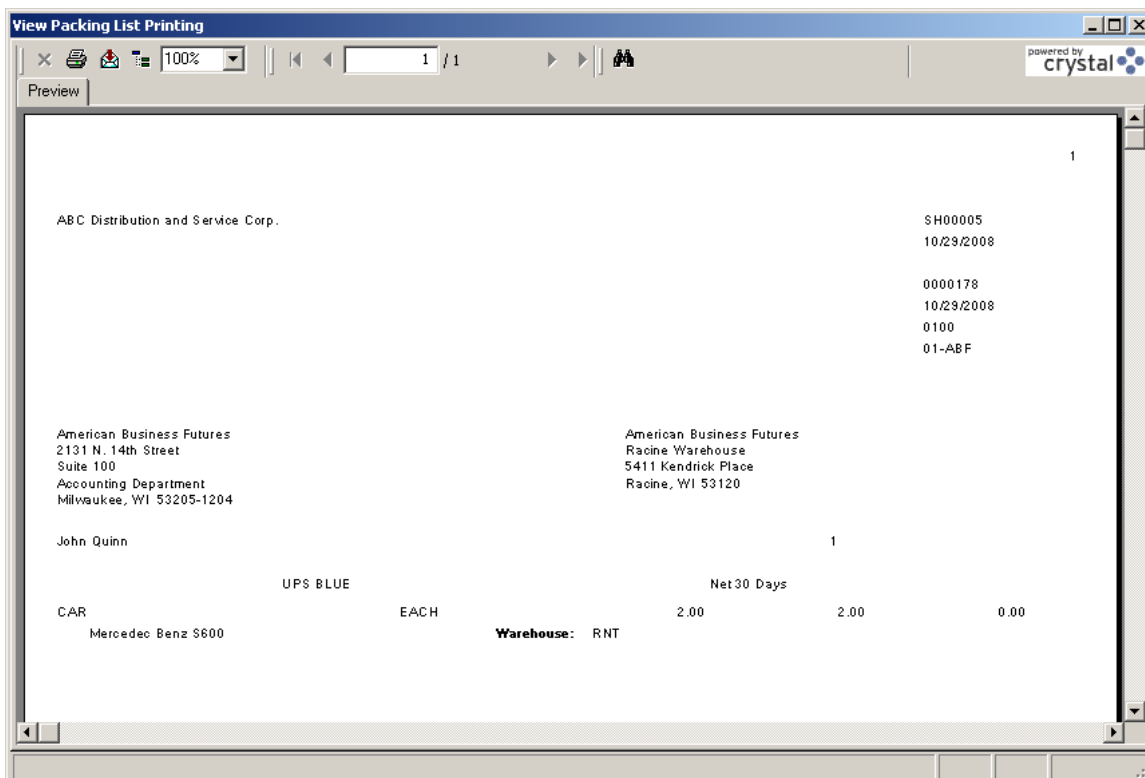 View Packing List Printing
100% 1 / 1 powered by crystal
Preview
1
ABC Distribution and Service Corp. SH00005
10/29/2008
0000178
10/29/2008
0100
01-ABF
American Business Futures American Business Futures
2131 N. 14th Street Racine Warehouse
Suite 100 5411 Kendrick Place
Accounting Department Racine, WI 53120
Milwaukee, WI 53205-1204
John Quinn 1
UPS BLUE Net 30 Days
CAR EACH 2.00 2.00 0.00
Mercedec Benz S600 Warehouse: RNT